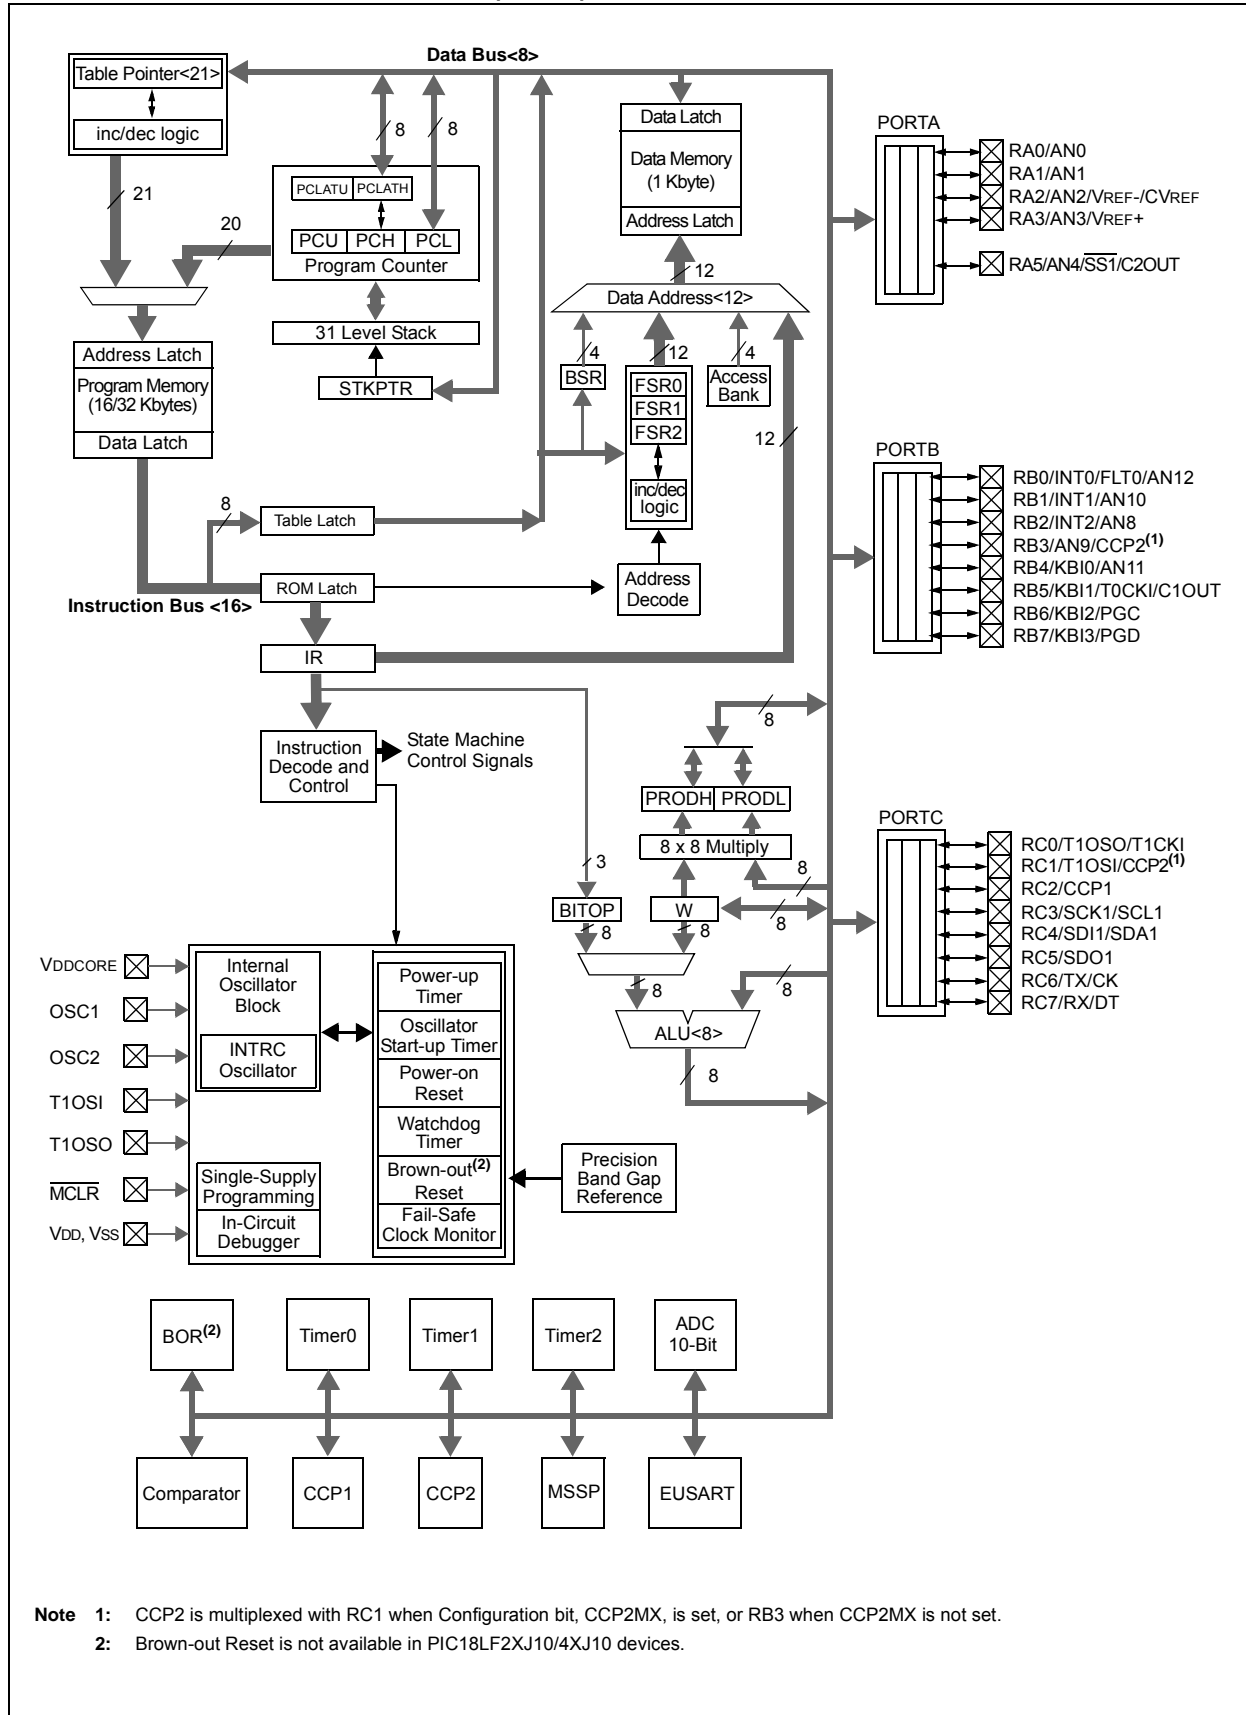 Data Bus<8>
Table Pointer<21>
inc/dec logic
21
20
8
8
PCLATU PCLATH
PCU PCH PCL
Program Counter
31 Level Stack
STKPTR
Data Latch
Data Memory
(1 Kbyte)
Address Latch
12
Data Address<12>
4
12
4
BSR
FSR0
FSR1
FSR2
inc/dec
logic
Access
Bank
12
Address
Decode
Address Latch
Program Memory
(16/32 Kbytes)
Data Latch
8
Table Latch
ROM Latch
Instruction Bus <16>
IR
Instruction
Decode and
Control
State Machine
Control Signals
8
PRODH PRODL
8 x 8 Multiply
3
8
BITOP
W
8
8
8
8
8
ALU<8>
8
PORTA
RA0/AN0
RA1/AN1
RA2/AN2/VREF-/CVREF
RA3/AN3/VREF+
RA5/AN4/SS1/C2OUT
PORTB
RB0/INT0/FLT0/AN12
RB1/INT1/AN10
RB2/INT2/AN8
RB3/AN9/CCP2(1)
RB4/KBI0/AN11
RB5/KBI1/T0CKI/C1OUT
RB6/KBI2/PGC
RB7/KBI3/PGD
PORTC
RC0/T1OSO/T1CKI
RC1/T1OSI/CCP2(1)
RC2/CCP1
RC3/SCK1/SCL1
RC4/SDI1/SDA1
RC5/SDO1
RC6/TX/CK
RC7/RX/DT
VDDCORE
OSC1
OSC2
T1OSI
T1OSO
MCLR
VDD, VSS
Internal
Oscillator
Block
INTRC
Oscillator
Single-Supply
Programming
In-Circuit
Debugger
Power-up
Timer
Oscillator
Start-up Timer
Power-on
Reset
Watchdog
Timer
Brown-out(2)
Reset
Fail-Safe
Clock Monitor
Precision
Band Gap
Reference
BOR(2)
Timer0
Timer1
Timer2
ADC
10-Bit
Comparator
CCP1
CCP2
MSSP
EUSART
Note 1: CCP2 is multiplexed with RC1 when Configuration bit, CCP2MX, is set, or RB3 when CCP2MX is not set.
2: Brown-out Reset is not available in PIC18LF2XJ10/4XJ10 devices.